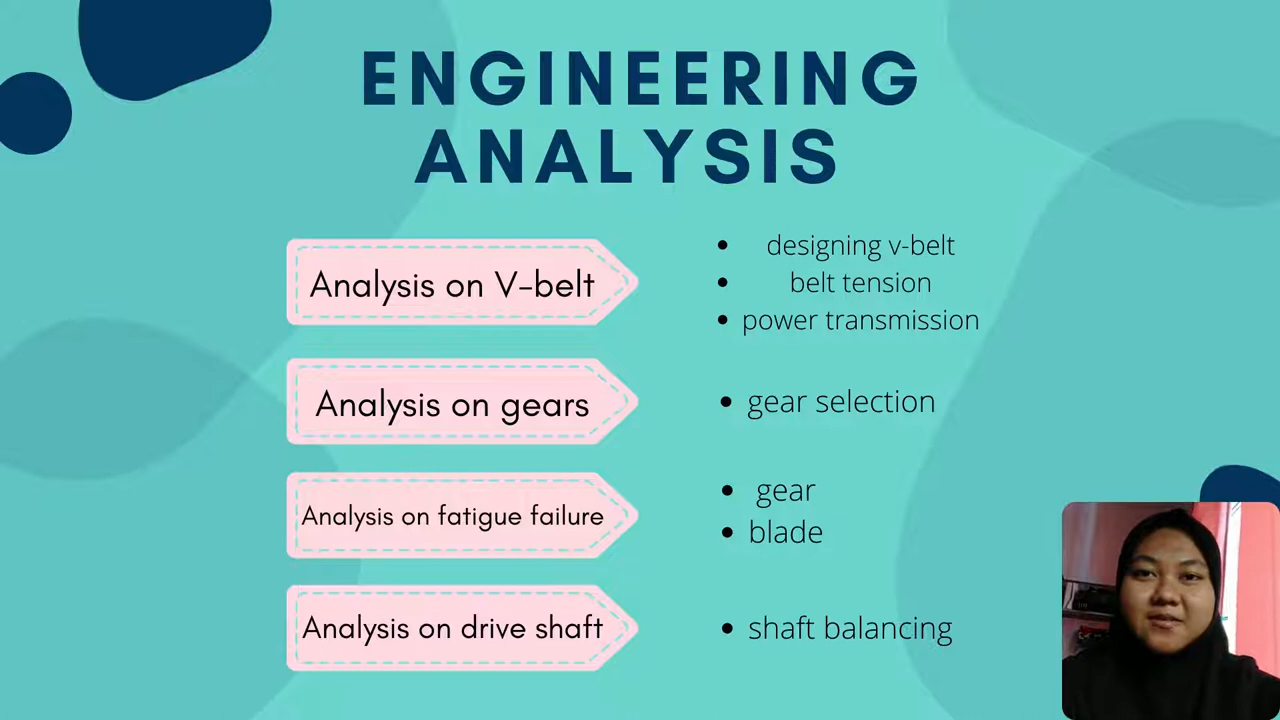 ENGINEERING
ANALYSIS
Analysis on V-belt
• designing v-belt
• belt tension
• power transmission
Analysis on gears
• gear selection
Analysis on fatigue failure
• gear
• blade
Analysis on drive shaft
• shaft balancing